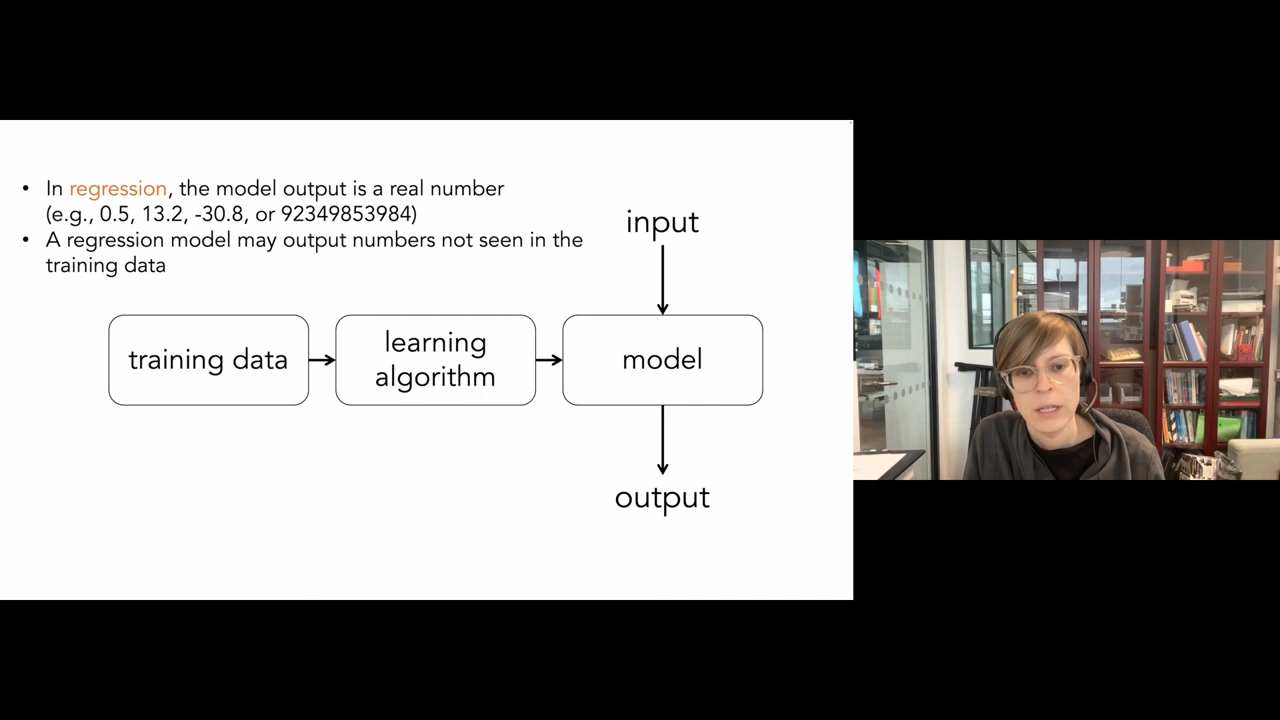 • In regression, the model output is a real number
(e.g., 0.5, 13.2, -30.8, or 92349853984)
• A regression model may output numbers not seen in the
training data
input
training data
learning
algorithm
model
output